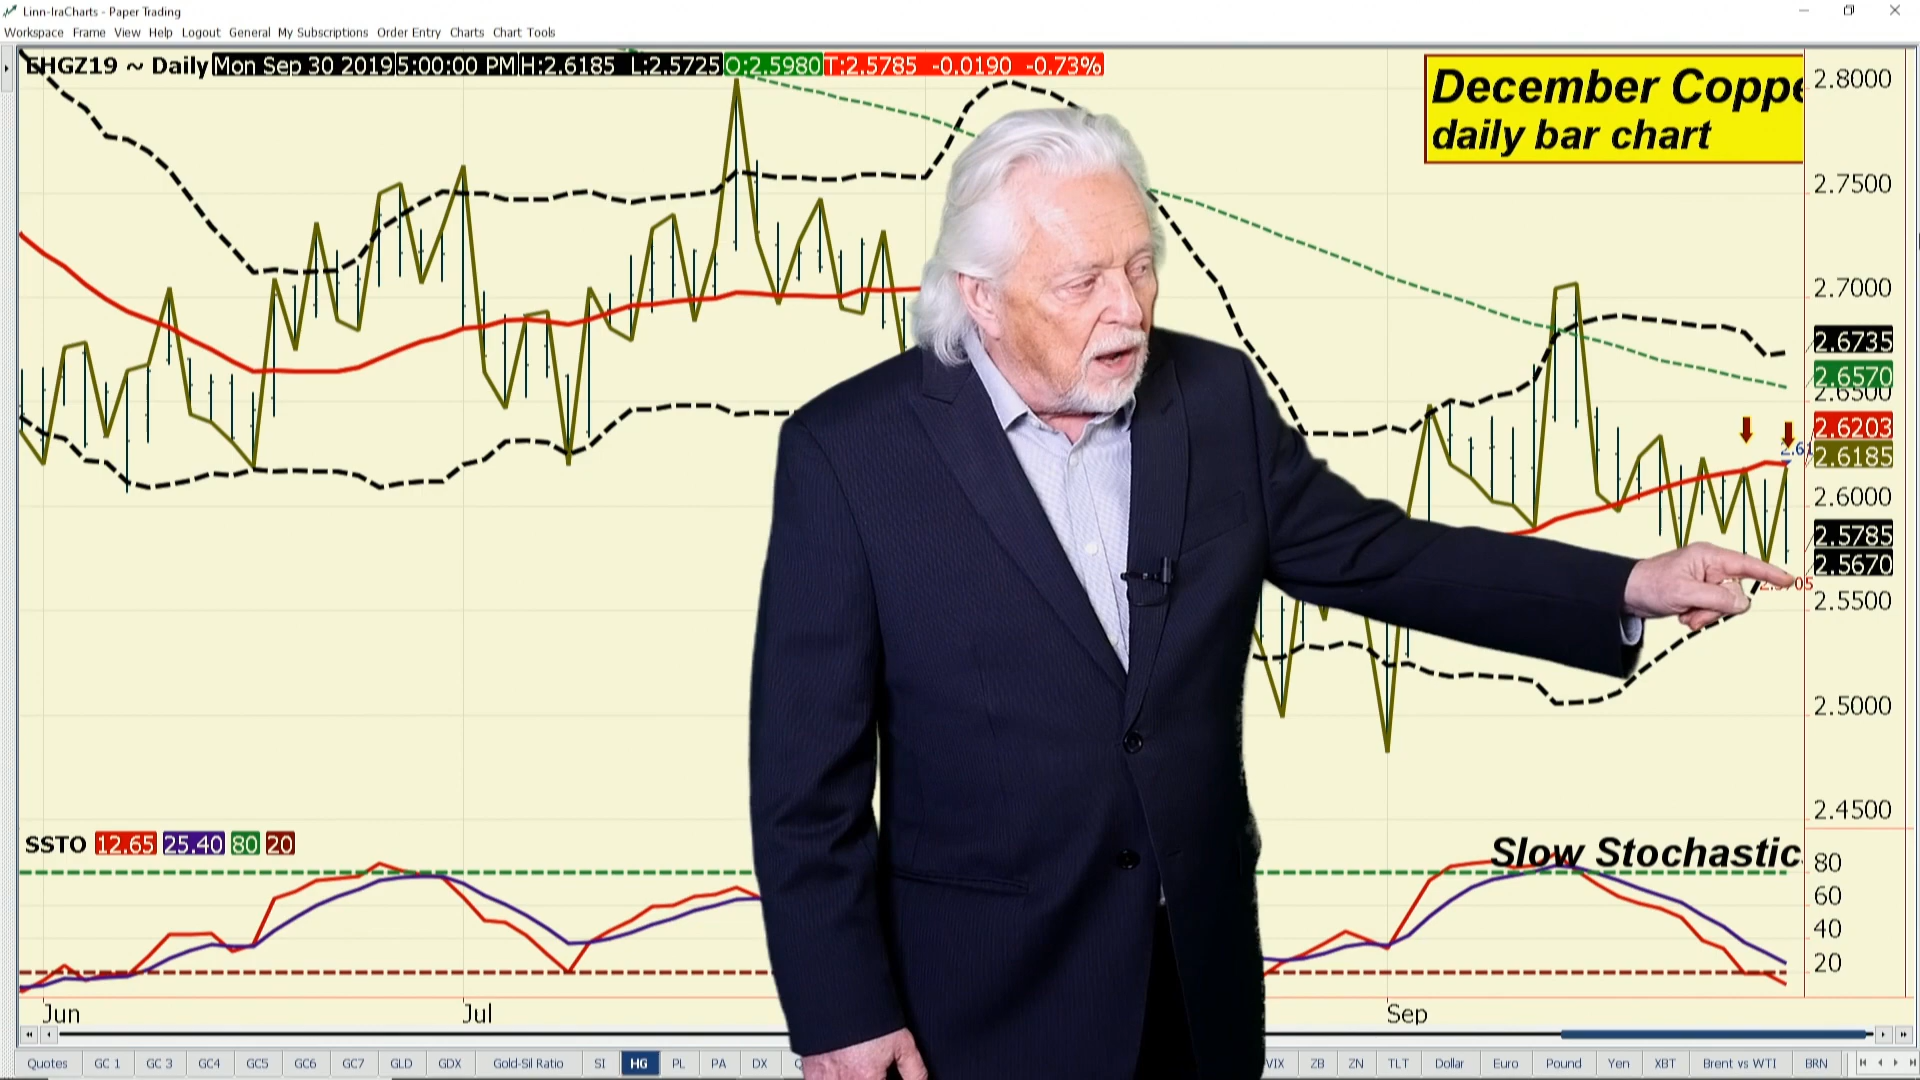 Linn-IraCharts - Paper Trading
Workspace Frame View Help Logout General My Subscriptions Order Entry Charts Chart Tools
EHGZ19 ~ Daily Mon Sep 30 2019 5:00:00 PM H:2.6185 L:2.5725 O:2.5980 T:2.5785 -0.0190 -0.73%
December Coppe
daily bar chart
2.8000
2.7500
2.7000
2.6735
2.6570
2.6500
2.6203
2.61
2.6185
2.6000
2.5785
2.5670
2.5500
2.5000
2.4500
SSTO 12.65 25.40 80 20
Slow Stochastic
80
60
40
20
Jun Jul Sep
Quotes GC 1 GC 3 GC4 GC5 GC6 GC7 GLD GDX Gold-Sil Ratio SI HG PL PA DX VIX ZB ZN TLT Dollar Euro Pound Yen XBT Brent vs WTI BRN